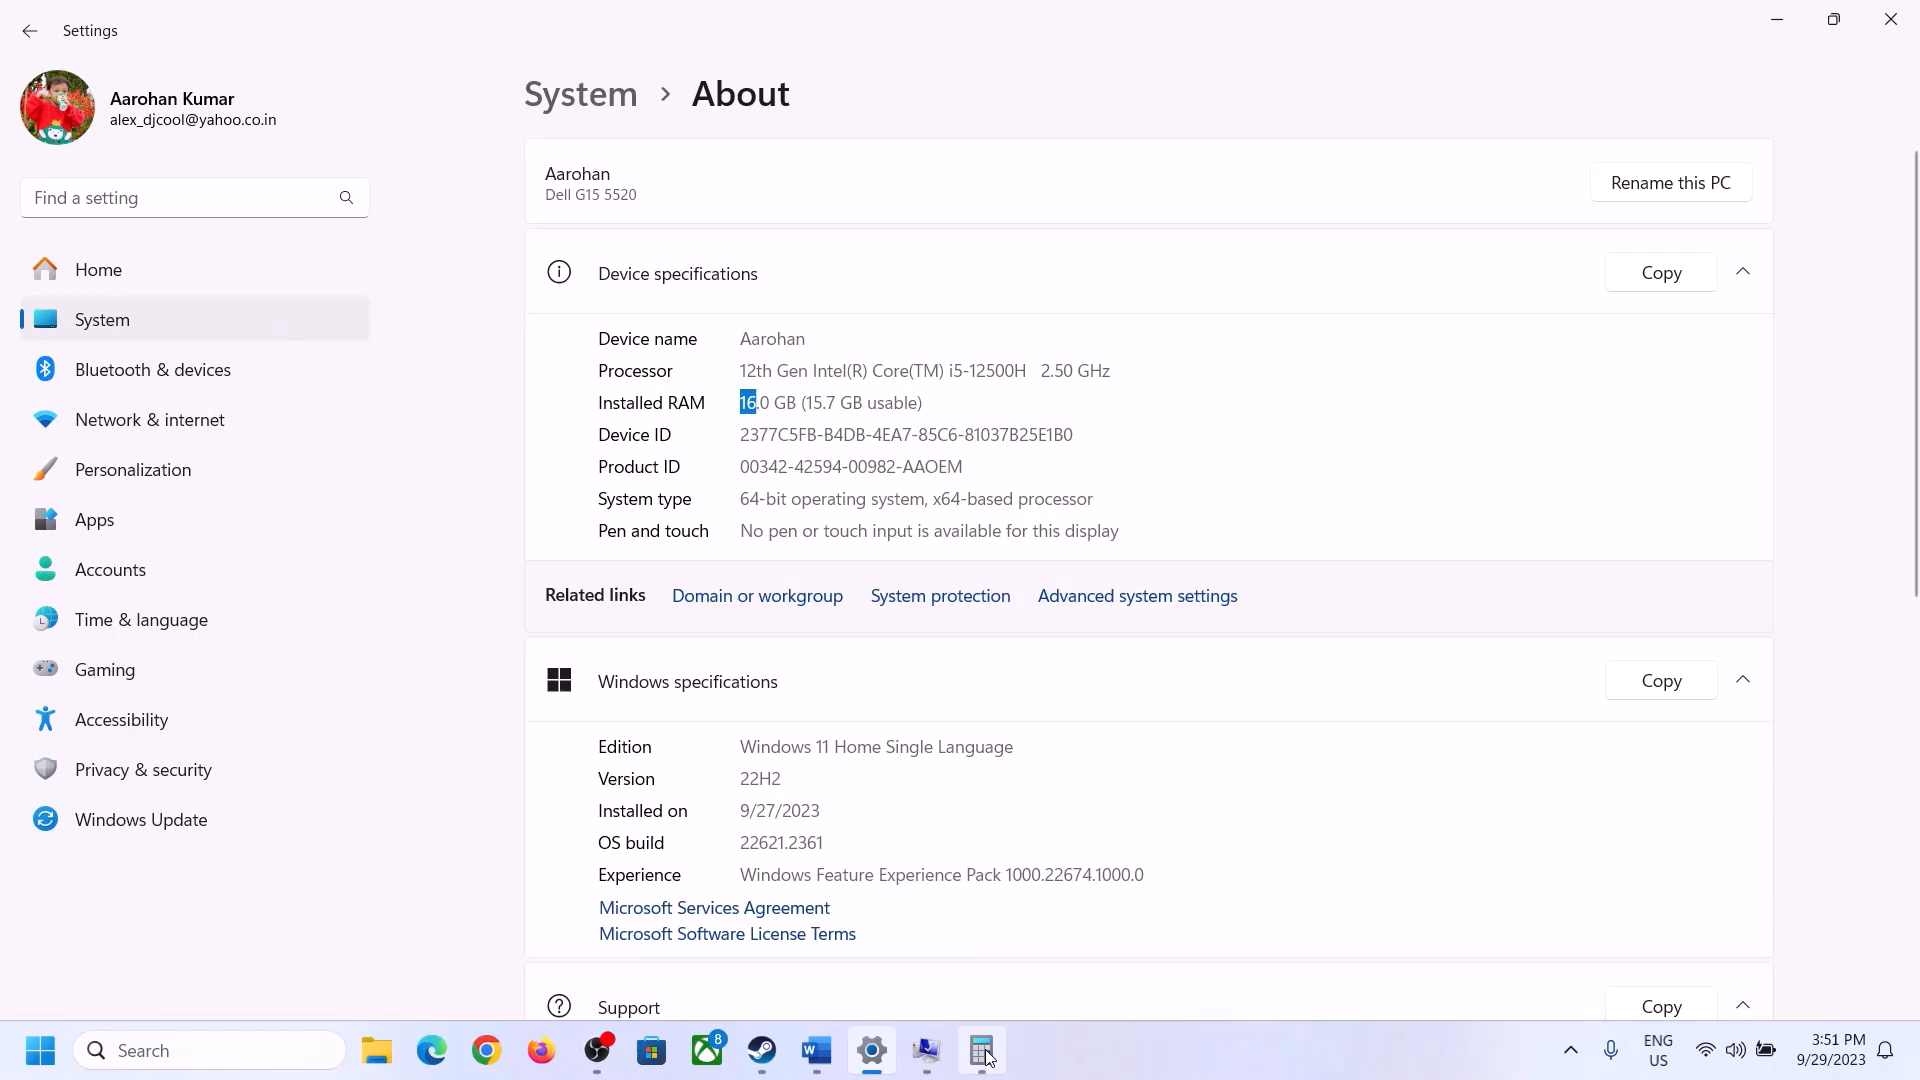 Settings
Aarohan Kumar
alex_djcool@yahoo.co.in
Find a setting
Home
System
Bluetooth & devices
Network & internet
Personalization
Apps
Accounts
Time & language
Gaming
Accessibility
Privacy & security
Windows Update
System > About
Aarohan
Dell G15 5520
Rename this PC
Device specifications
Copy
Device name Aarohan
Processor 12th Gen Intel(R) Core(TM) i5-12500H 2.50 GHz
Installed RAM 16.0 GB (15.7 GB usable)
Device ID 2377C5FB-B4DB-4EA7-85C6-81037B25E1B0
Product ID 00342-42594-00982-AAOEM
System type 64-bit operating system, x64-based processor
Pen and touch No pen or touch input is available for this display
Related links Domain or workgroup System protection Advanced system settings
Windows specifications
Copy
Edition Windows 11 Home Single Language
Version 22H2
Installed on 9/27/2023
OS build 22621.2361
Experience Windows Feature Experience Pack 1000.22674.1000.0
Microsoft Services Agreement
Microsoft Software License Terms
Support
Copy
Search
8
ENG
US
3:51 PM
9/29/2023